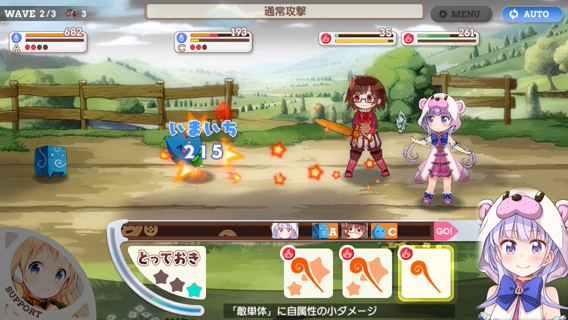 WAVE 2/3
3
通常攻撃
MENU
AUTO
682
A
193
C
35
261
いまいち
215
A
C
GO!
とっておき
SUPPORT
「敵単体」に自属性の小ダメージ